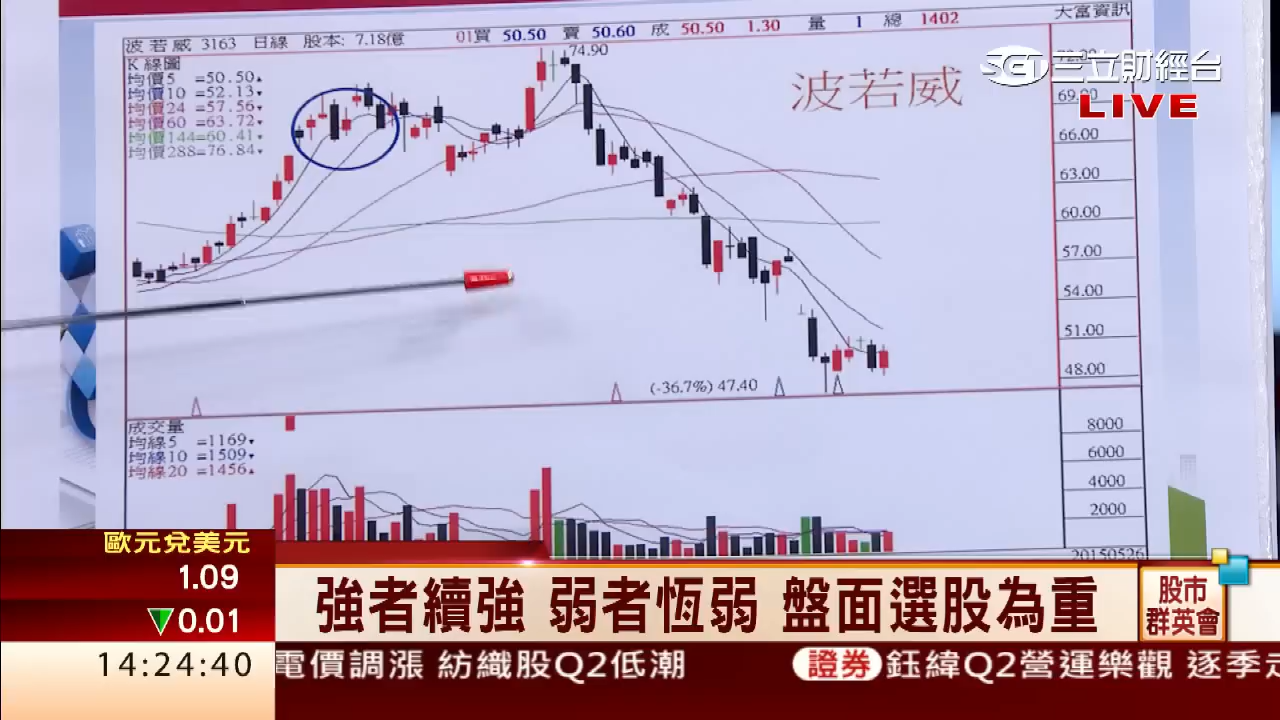 波若威 3163 日線 股本: 7.18億 01買 50.50 賣 50.60 成 50.50 1.30 量 1 總 1402
大富資訊
K線圖
均價5 =50.50▴
均價10 =52.13▾
均價24 =57.56▾
均價60 =63.72▾
均價144=60.41▾
均價288=76.84▾
74.90
波若威
三立財經台
LIVE
69.00
66.00
63.00
60.00
57.00
54.00
51.00
48.00
(-36.7%) 47.40
成交量
均線5 =1169▾
均線10 =1509▾
均線20 =1456▴
8000
6000
4000
2000
20150526
歐元兌美元
1.09
▼0.01
14:24:40
強者續強 弱者恆弱 盤面選股為重
股市
群英會
電價調漲 紡織股Q2低潮 證券 鈺緯Q2營運樂觀 逐季走